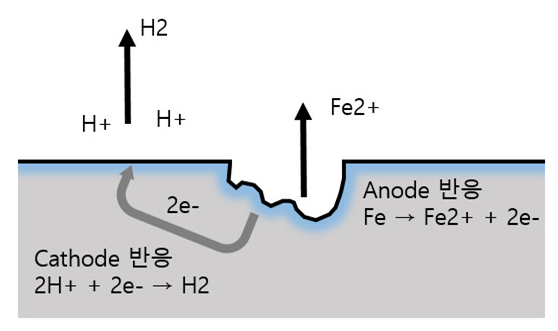 H2
H+ H+
Fe2+
2e-
Anode 반응
Fe → Fe2+ + 2e-
Cathode 반응
2H+ + 2e- → H2